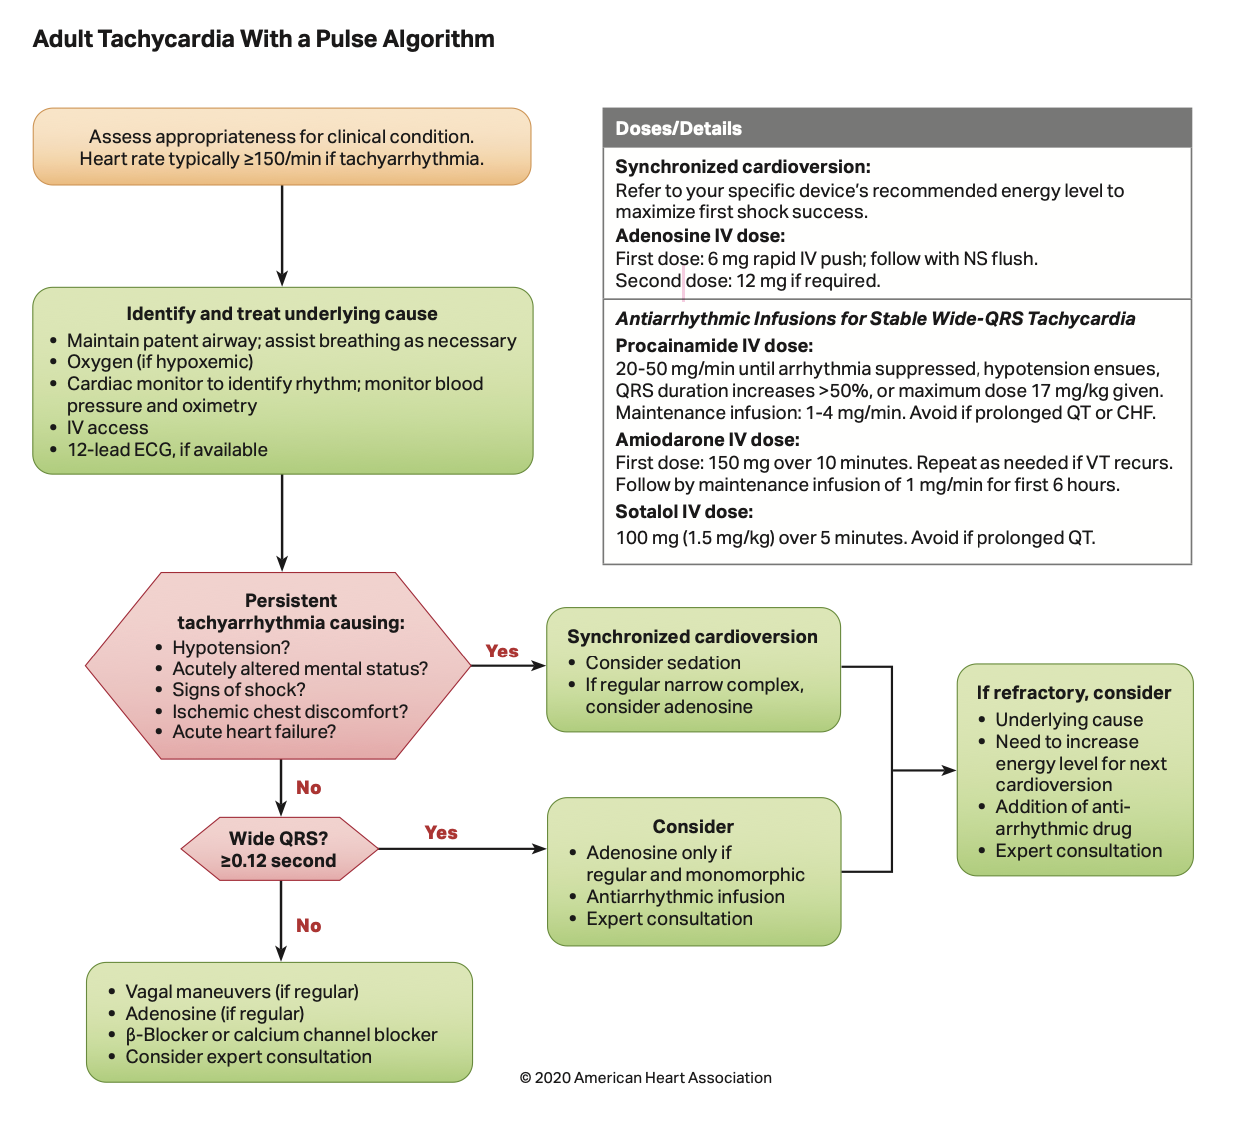 Adult Tachycardia With a Pulse Algorithm
Assess appropriateness for clinical condition.
Heart rate typically ≥150/min if tachyarrhythmia.
Identify and treat underlying cause
• Maintain patent airway; assist breathing as necessary
• Oxygen (if hypoxemic)
• Cardiac monitor to identify rhythm; monitor blood
pressure and oximetry
• IV access
• 12-lead ECG, if available
Doses/Details
Synchronized cardioversion:
Refer to your specific device's recommended energy level to
maximize first shock success.
Adenosine IV dose:
First dose: 6 mg rapid IV push; follow with NS flush.
Second dose: 12 mg if required.
Antiarrhythmic Infusions for Stable Wide-QRS Tachycardia
Procainamide IV dose:
20-50 mg/min until arrhythmia suppressed, hypotension ensues,
QRS duration increases >50%, or maximum dose 17 mg/kg given.
Maintenance infusion: 1-4 mg/min. Avoid if prolonged QT or CHF.
Amiodarone IV dose:
First dose: 150 mg over 10 minutes. Repeat as needed if VT recurs.
Follow by maintenance infusion of 1 mg/min for first 6 hours.
Sotalol IV dose:
100 mg (1.5 mg/kg) over 5 minutes. Avoid if prolonged QT.
Persistent
tachyarrhythmia causing:
• Hypotension?
• Acutely altered mental status?
• Signs of shock?
• Ischemic chest discomfort?
• Acute heart failure?
Yes
Synchronized cardioversion
• Consider sedation
• If regular narrow complex,
consider adenosine
If refractory, consider
• Underlying cause
• Need to increase
energy level for next
cardioversion
• Addition of anti-
arrhythmic drug
• Expert consultation
No
Wide QRS?
≥0.12 second
Yes
Consider
• Adenosine only if
regular and monomorphic
• Antiarrhythmic infusion
• Expert consultation
No
• Vagal maneuvers (if regular)
• Adenosine (if regular)
• β-Blocker or calcium channel blocker
• Consider expert consultation
© 2020 American Heart Association